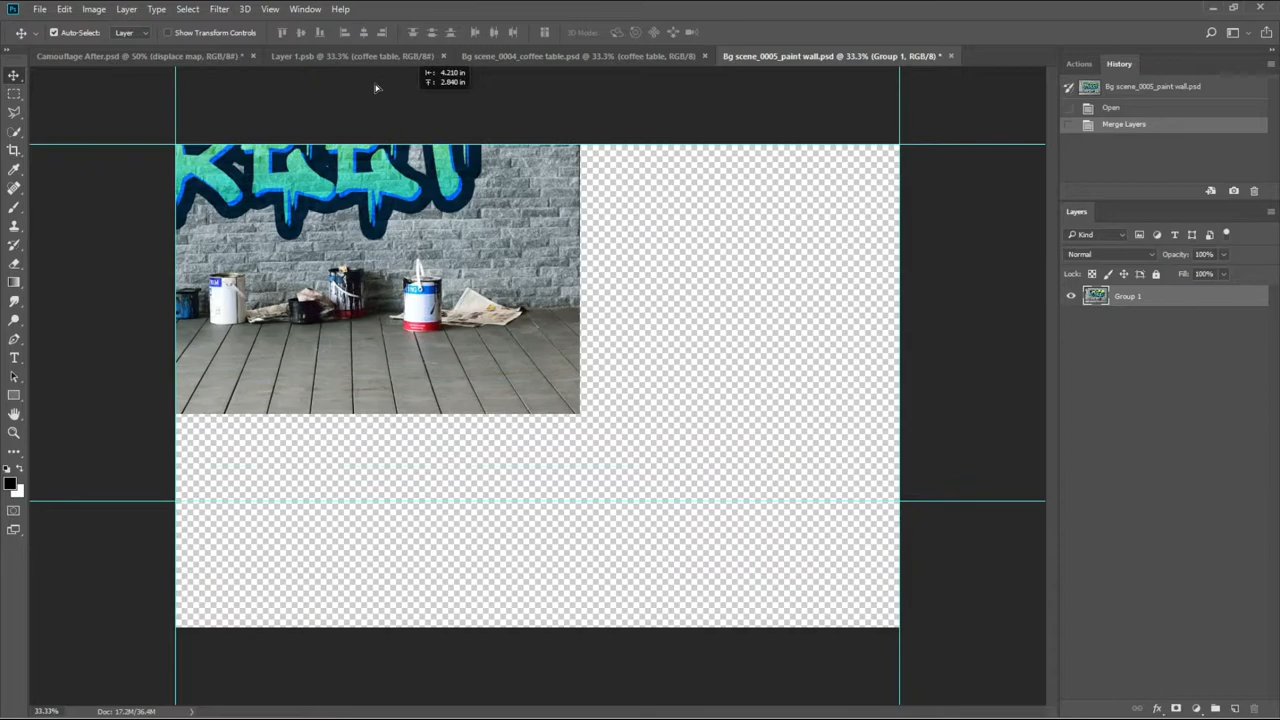 Ps File Edit Image Layer Type Select Filter 3D View Window Help
Auto-Select: Layer Show Transform Controls 3D Mode:
Camouflage After.psd @ 50% (displace map, RGB/8#) * × Layer 1.psb @ 33.3% (coffee table, RGB/8#) × Bg scene_0004_coffee table.psd @ 33.3% (coffee table, RGB/8) × Bg scene_0005_paint wall.psd @ 33.3% (Group 1, RGB/8) * ×
4.210 in
2.840 in
Actions History
Bg scene_0005_paint wall.psd
Open
Merge Layers
Layers
Kind
Normal Opacity: 100%
Lock: Fill: 100%
Group 1
33.33% Doc: 17.2M/36.4M